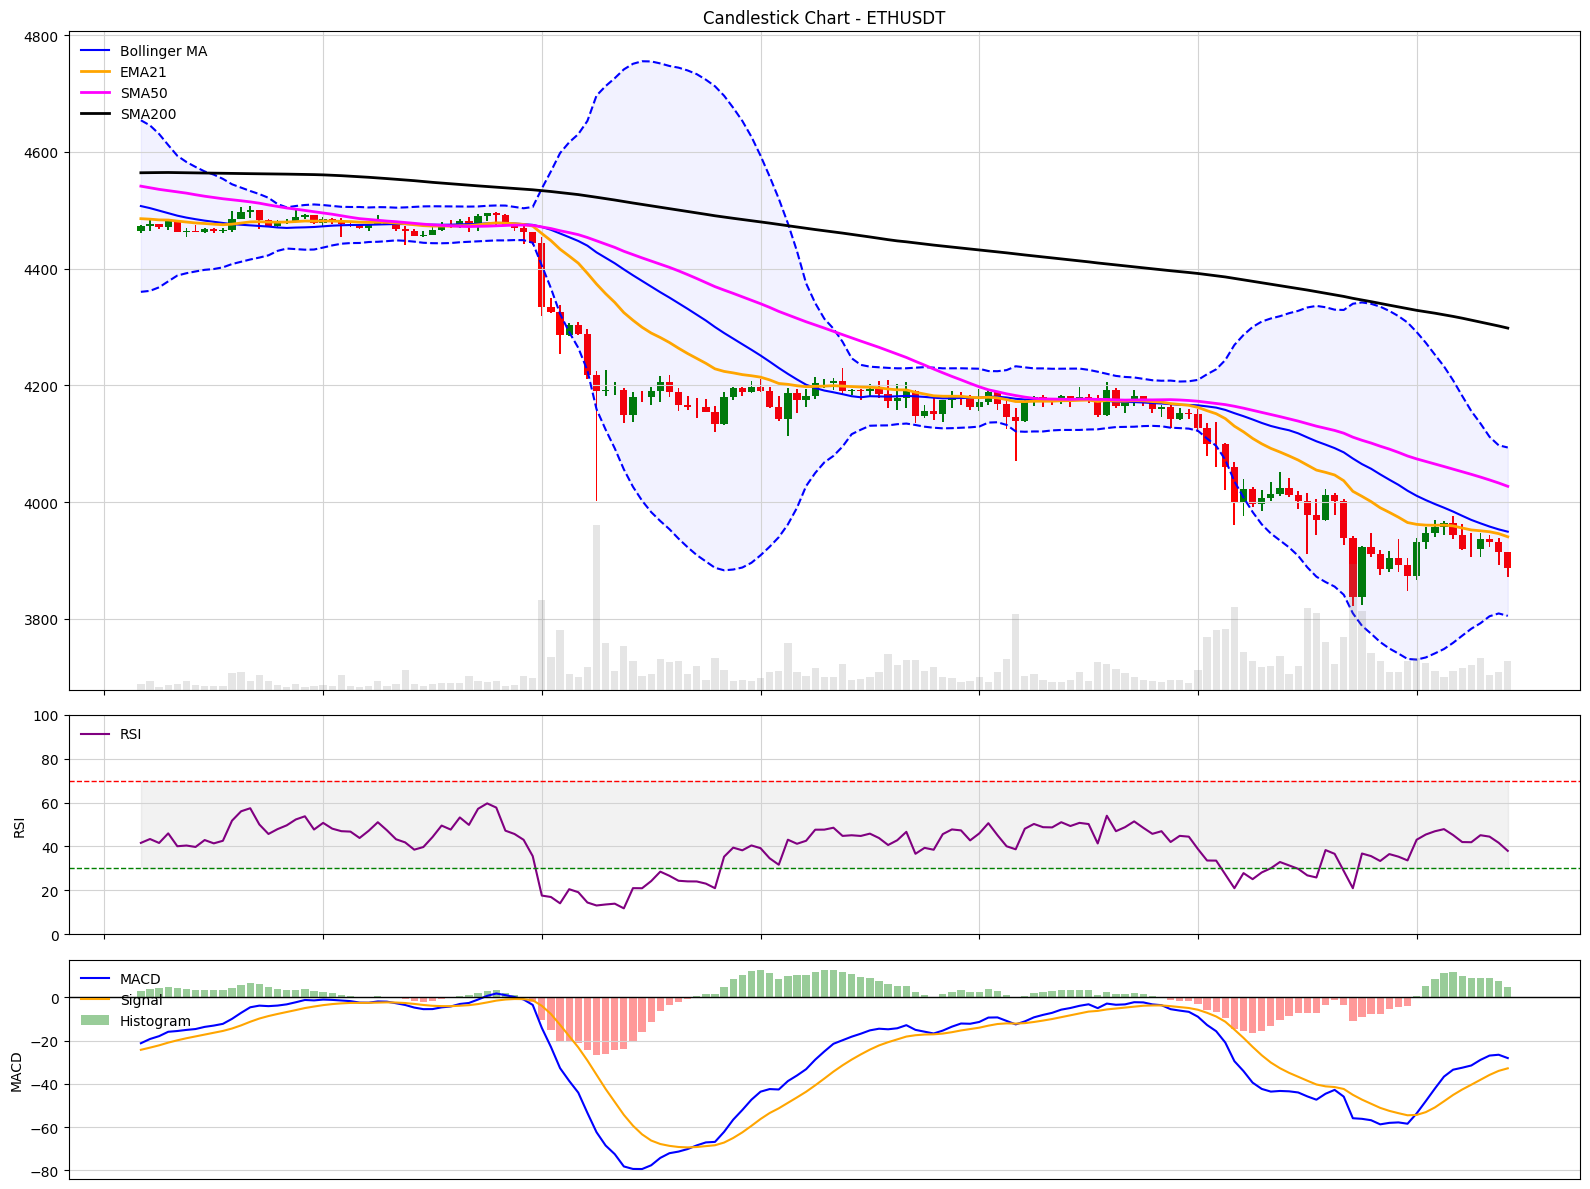 Candlestick Chart - ETHUSDT
4800
4600
4400
4200
4000
3800
Bollinger MA
EMA21
SMA50
SMA200
RSI
100
80
60
40
20
0
RSI
MACD
0
−20
−40
−60
−80
MACD
Signal
Histogram